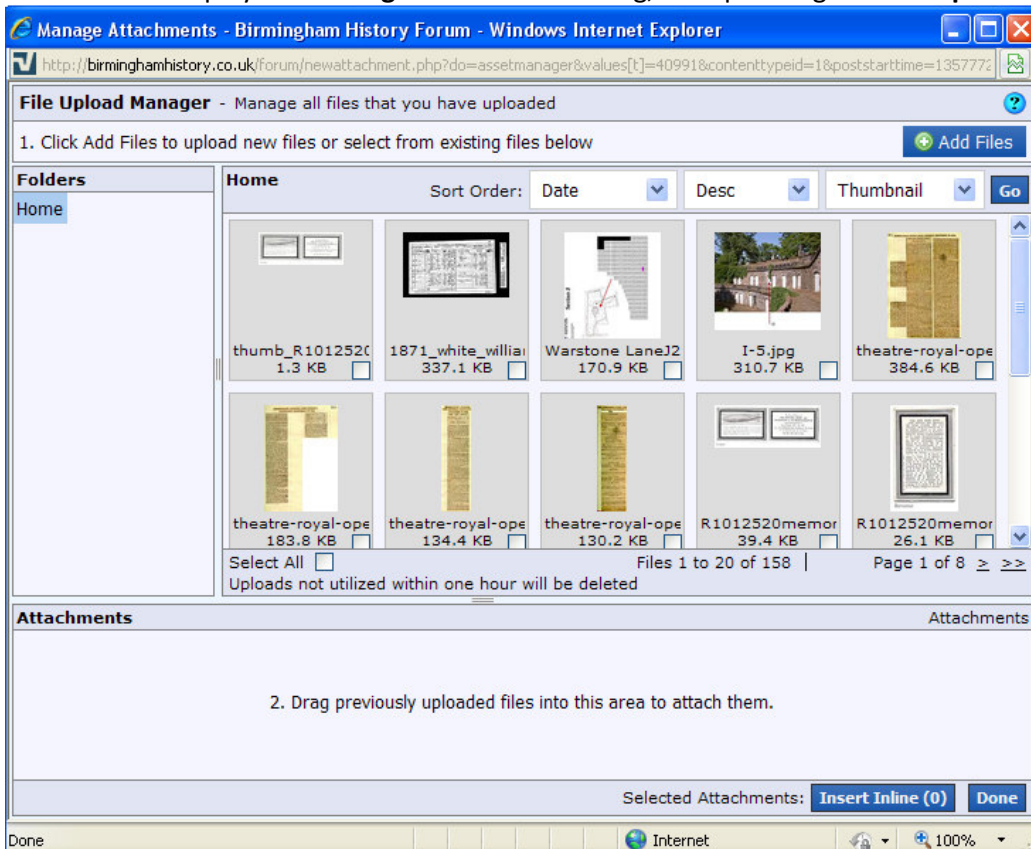 Manage Attachments - Birmingham History Forum - Windows Internet Explorer
http://birminghamhistory.co.uk/forum/newattachment.php?do=assetmanager&values[t]=40991&contenttypeid=1&poststarttime=1357772
File Upload Manager - Manage all files that you have uploaded
1. Click Add Files to upload new files or select from existing files below
Add Files
Folders
Home
Home
Sort Order: Date Desc Thumbnail Go
thumb_R1012520 1871_white_willia Warstone LaneJ2 I-5.jpg theatre-royal-ope
1.3 KB 337.1 KB 170.9 KB 310.7 KB 384.6 KB
theatre-royal-ope theatre-royal-ope theatre-royal-ope R1012520memor R1012520memor
183.8 KB 134.4 KB 130.2 KB 39.4 KB 26.1 KB
Select All Files 1 to 20 of 158 | Page 1 of 8 > >>
Uploads not utilized within one hour will be deleted
Attachments Attachments
2. Drag previously uploaded files into this area to attach them.
Selected Attachments: Insert Inline (0) Done
Done Internet 100%